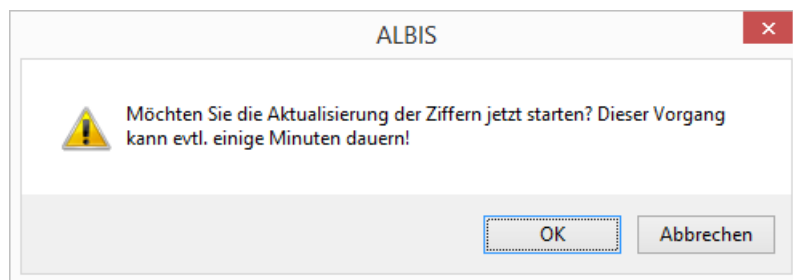 ALBIS
Möchten Sie die Aktualisierung der Ziffern jetzt starten? Dieser Vorgang
kann evtl. einige Minuten dauern!
OK
Abbrechen